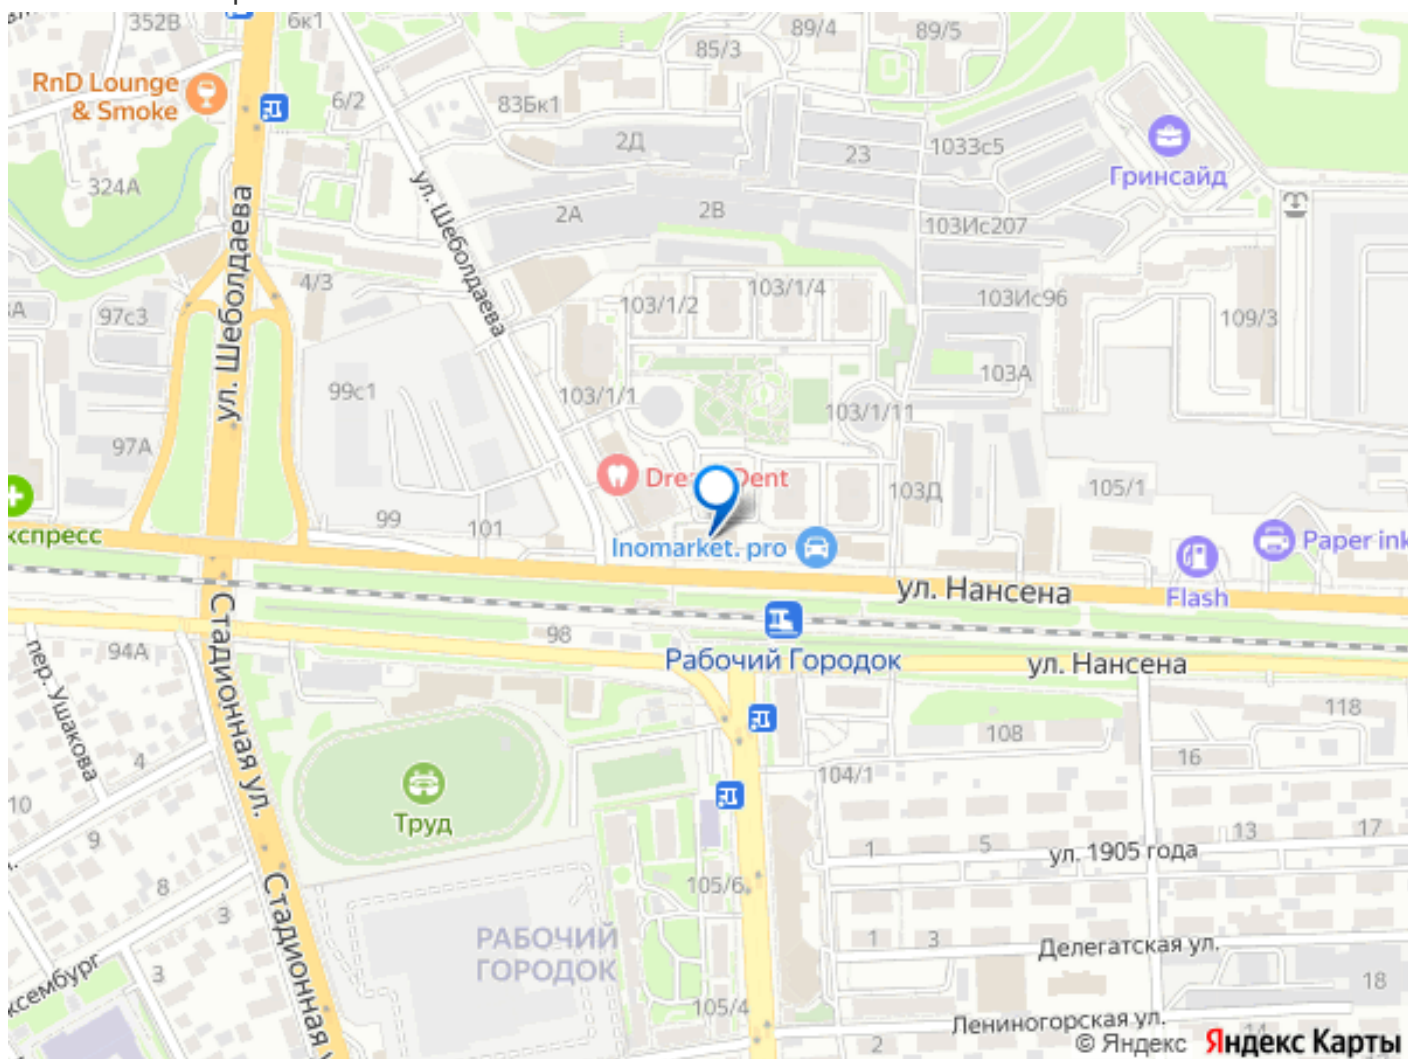 352В
6к1
89/4
89/5
85/3
RnD Lounge
& Smoke
6/2
83Бк1
2Д
23
1033с5
Гринсайд
324А
ул. Шеболдаева
ул. Шеболдаева
2А
2В
103Ис207
4/3
103/1/2
103/1/4
103Ис96
109/3
97с3
99с1
103/1/1
103/1/11
103А
97А
Dre
Dent
103Д
105/1
99
101
кспресс
Inomarket. pro
Paper ink
Flash
ул. Нансена
98
94А
Рабочий Городок
ул. Нансена
пер. Ушакова
Стадионная ул.
118
108
16
4
104/1
10
Труд
9
13
17
1
5
ул. 1905 года
8
105/6
3
Стадионная
РАБОЧИЙ
ГОРОДОК
1
3
Делегатская ул.
3
ксембург
18
105/4
Лениногорская ул.
14
2
© Яндекс
Яндекс Карты